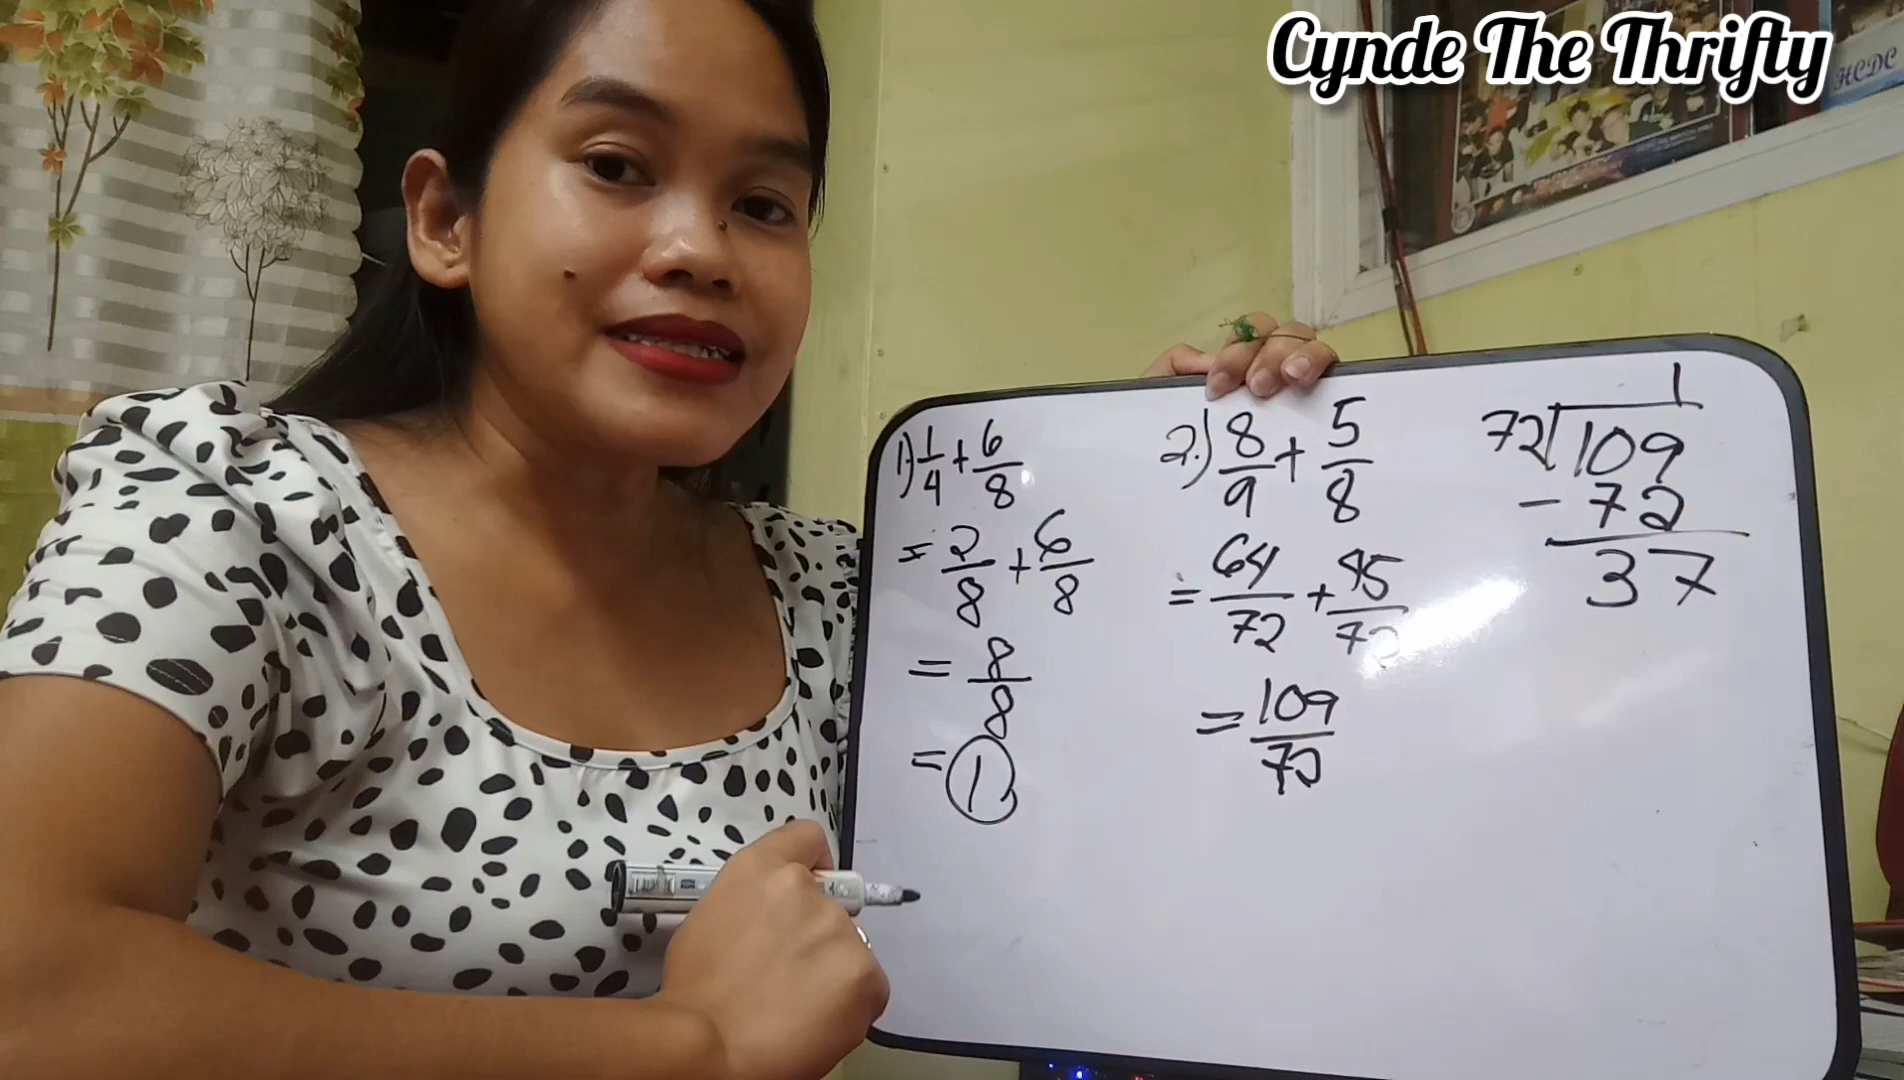 Cynde The Thrifty
HCDC
1.) 1/4 + 6/8
= 2/8 + 6/8
= 8/8
= 1
2.) 8/9 + 5/8
= 64/72 + 45/72
= 109/72
1
72 109
- 72
37